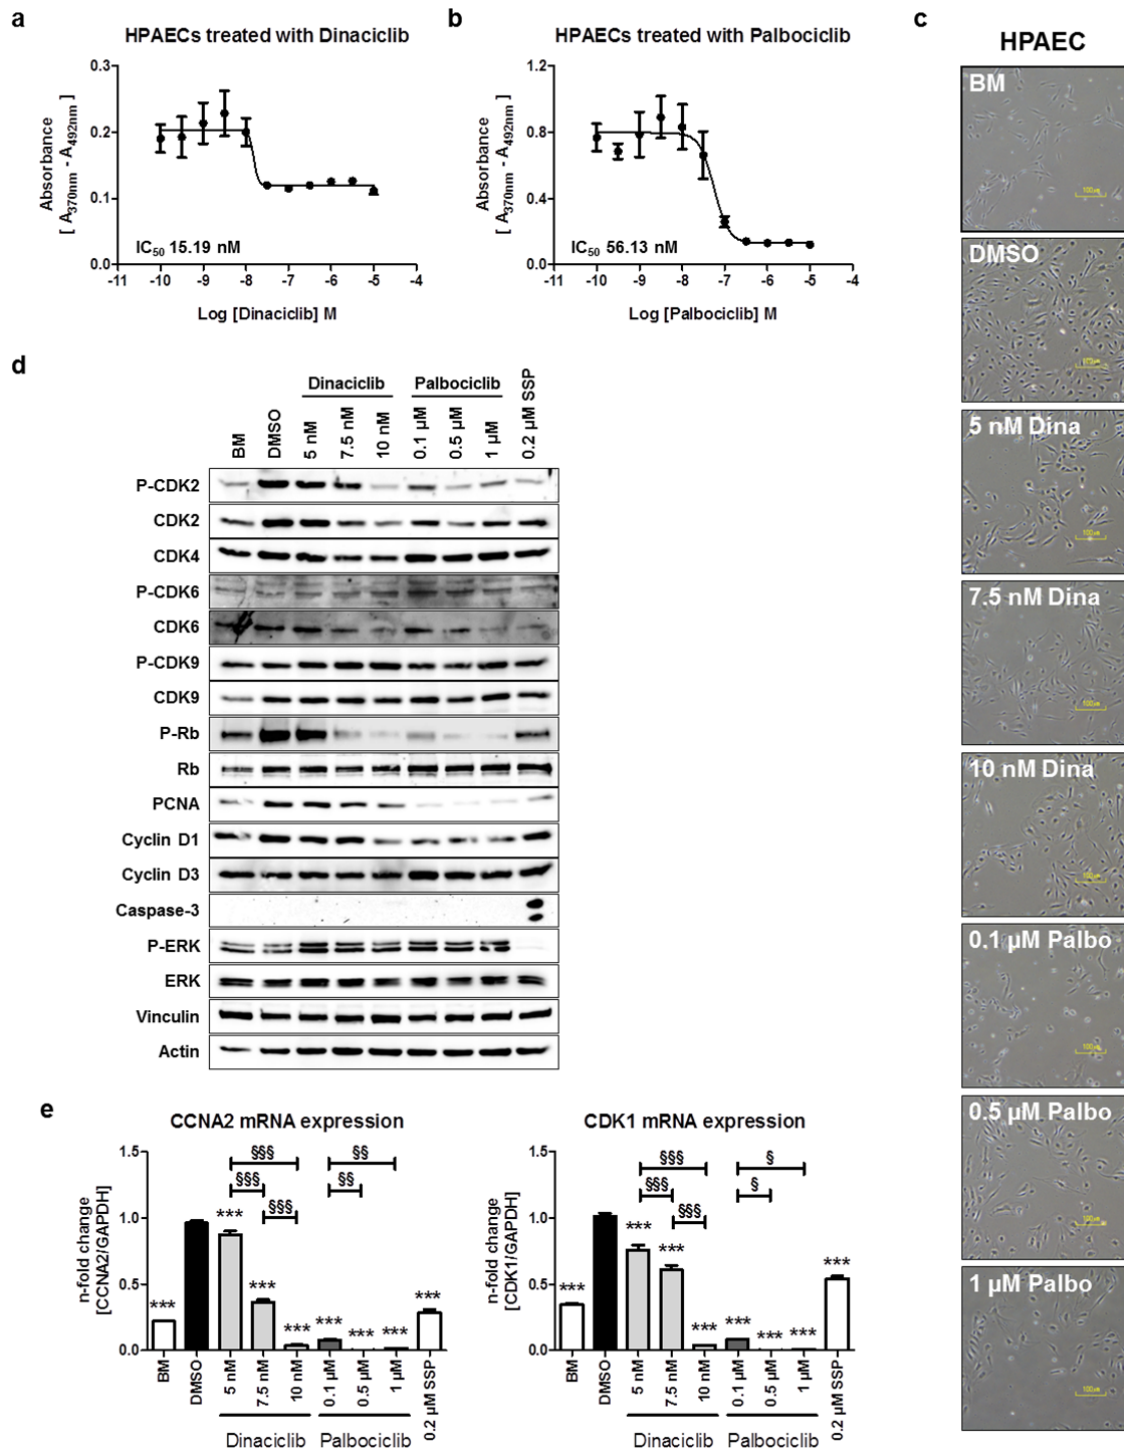 a
HPAECs treated with Dinaciclib
Absorbance
[ A370nm - A492nm ]
0.3
0.2
0.1
0.0
IC50 15.19 nM
-11 -10 -9 -8 -7 -6 -5 -4
Log [Dinaciclib] M
b
HPAECs treated with Palbociclib
Absorbance
[ A370nm - A492nm ]
1.2
0.8
0.4
0.0
IC50 56.13 nM
-11 -10 -9 -8 -7 -6 -5 -4
Log [Palbociclib] M
c
HPAEC
BM
100µm
DMSO
100µm
5 nM Dina
100µm
7.5 nM Dina
100µm
10 nM Dina
100µm
0.1 µM Palbo
100µm
0.5 µM Palbo
100µm
1 µM Palbo
100µm
d
Dinaciclib Palbociclib
BM DMSO 5 nM 7.5 nM 10 nM 0.1 µM 0.5 µM 1 µM 0.2 µM SSP
P-CDK2
CDK2
CDK4
P-CDK6
CDK6
P-CDK9
CDK9
P-Rb
Rb
PCNA
Cyclin D1
Cyclin D3
Caspase-3
P-ERK
ERK
Vinculin
Actin
e
CCNA2 mRNA expression
n-fold change
[CCNA2/GAPDH]
1.5
1.0
0.5
0.0
§§§ §§
§§§ §§
§§§
*** *** *** *** *** *** *** ***
BM DMSO 5 nM 7.5 nM 10 nM 0.1 µM 0.5 µM 1 µM 0.2 µM SSP
Dinaciclib Palbociclib
CDK1 mRNA expression
n-fold change
[CDK1/GAPDH]
1.5
1.0
0.5
0.0
§§§ §
§§§ §
§§§
*** *** *** *** *** *** *** ***
BM DMSO 5 nM 7.5 nM 10 nM 0.1 µM 0.5 µM 1 µM 0.2 µM SSP
Dinaciclib Palbociclib